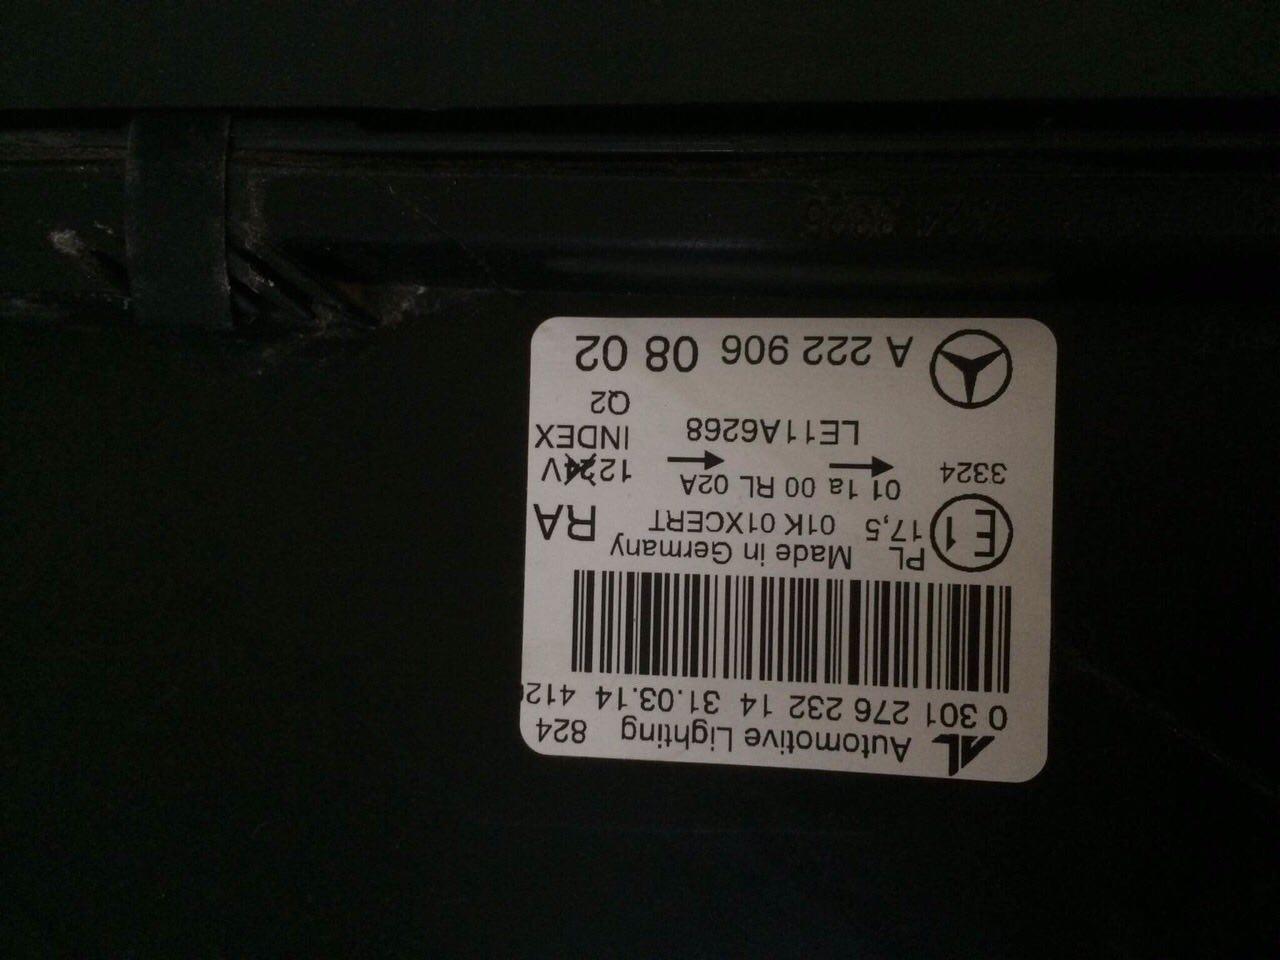 Automotive Lighting 824
0 301 276 232 14 31.03.14 412
PL Made in Germany
E1 17,5 01K 01XCERT RA
01 1a 00 RL 02A 1224V
3324 LE11A6268 INDEX
Q2
A 222 906 08 02